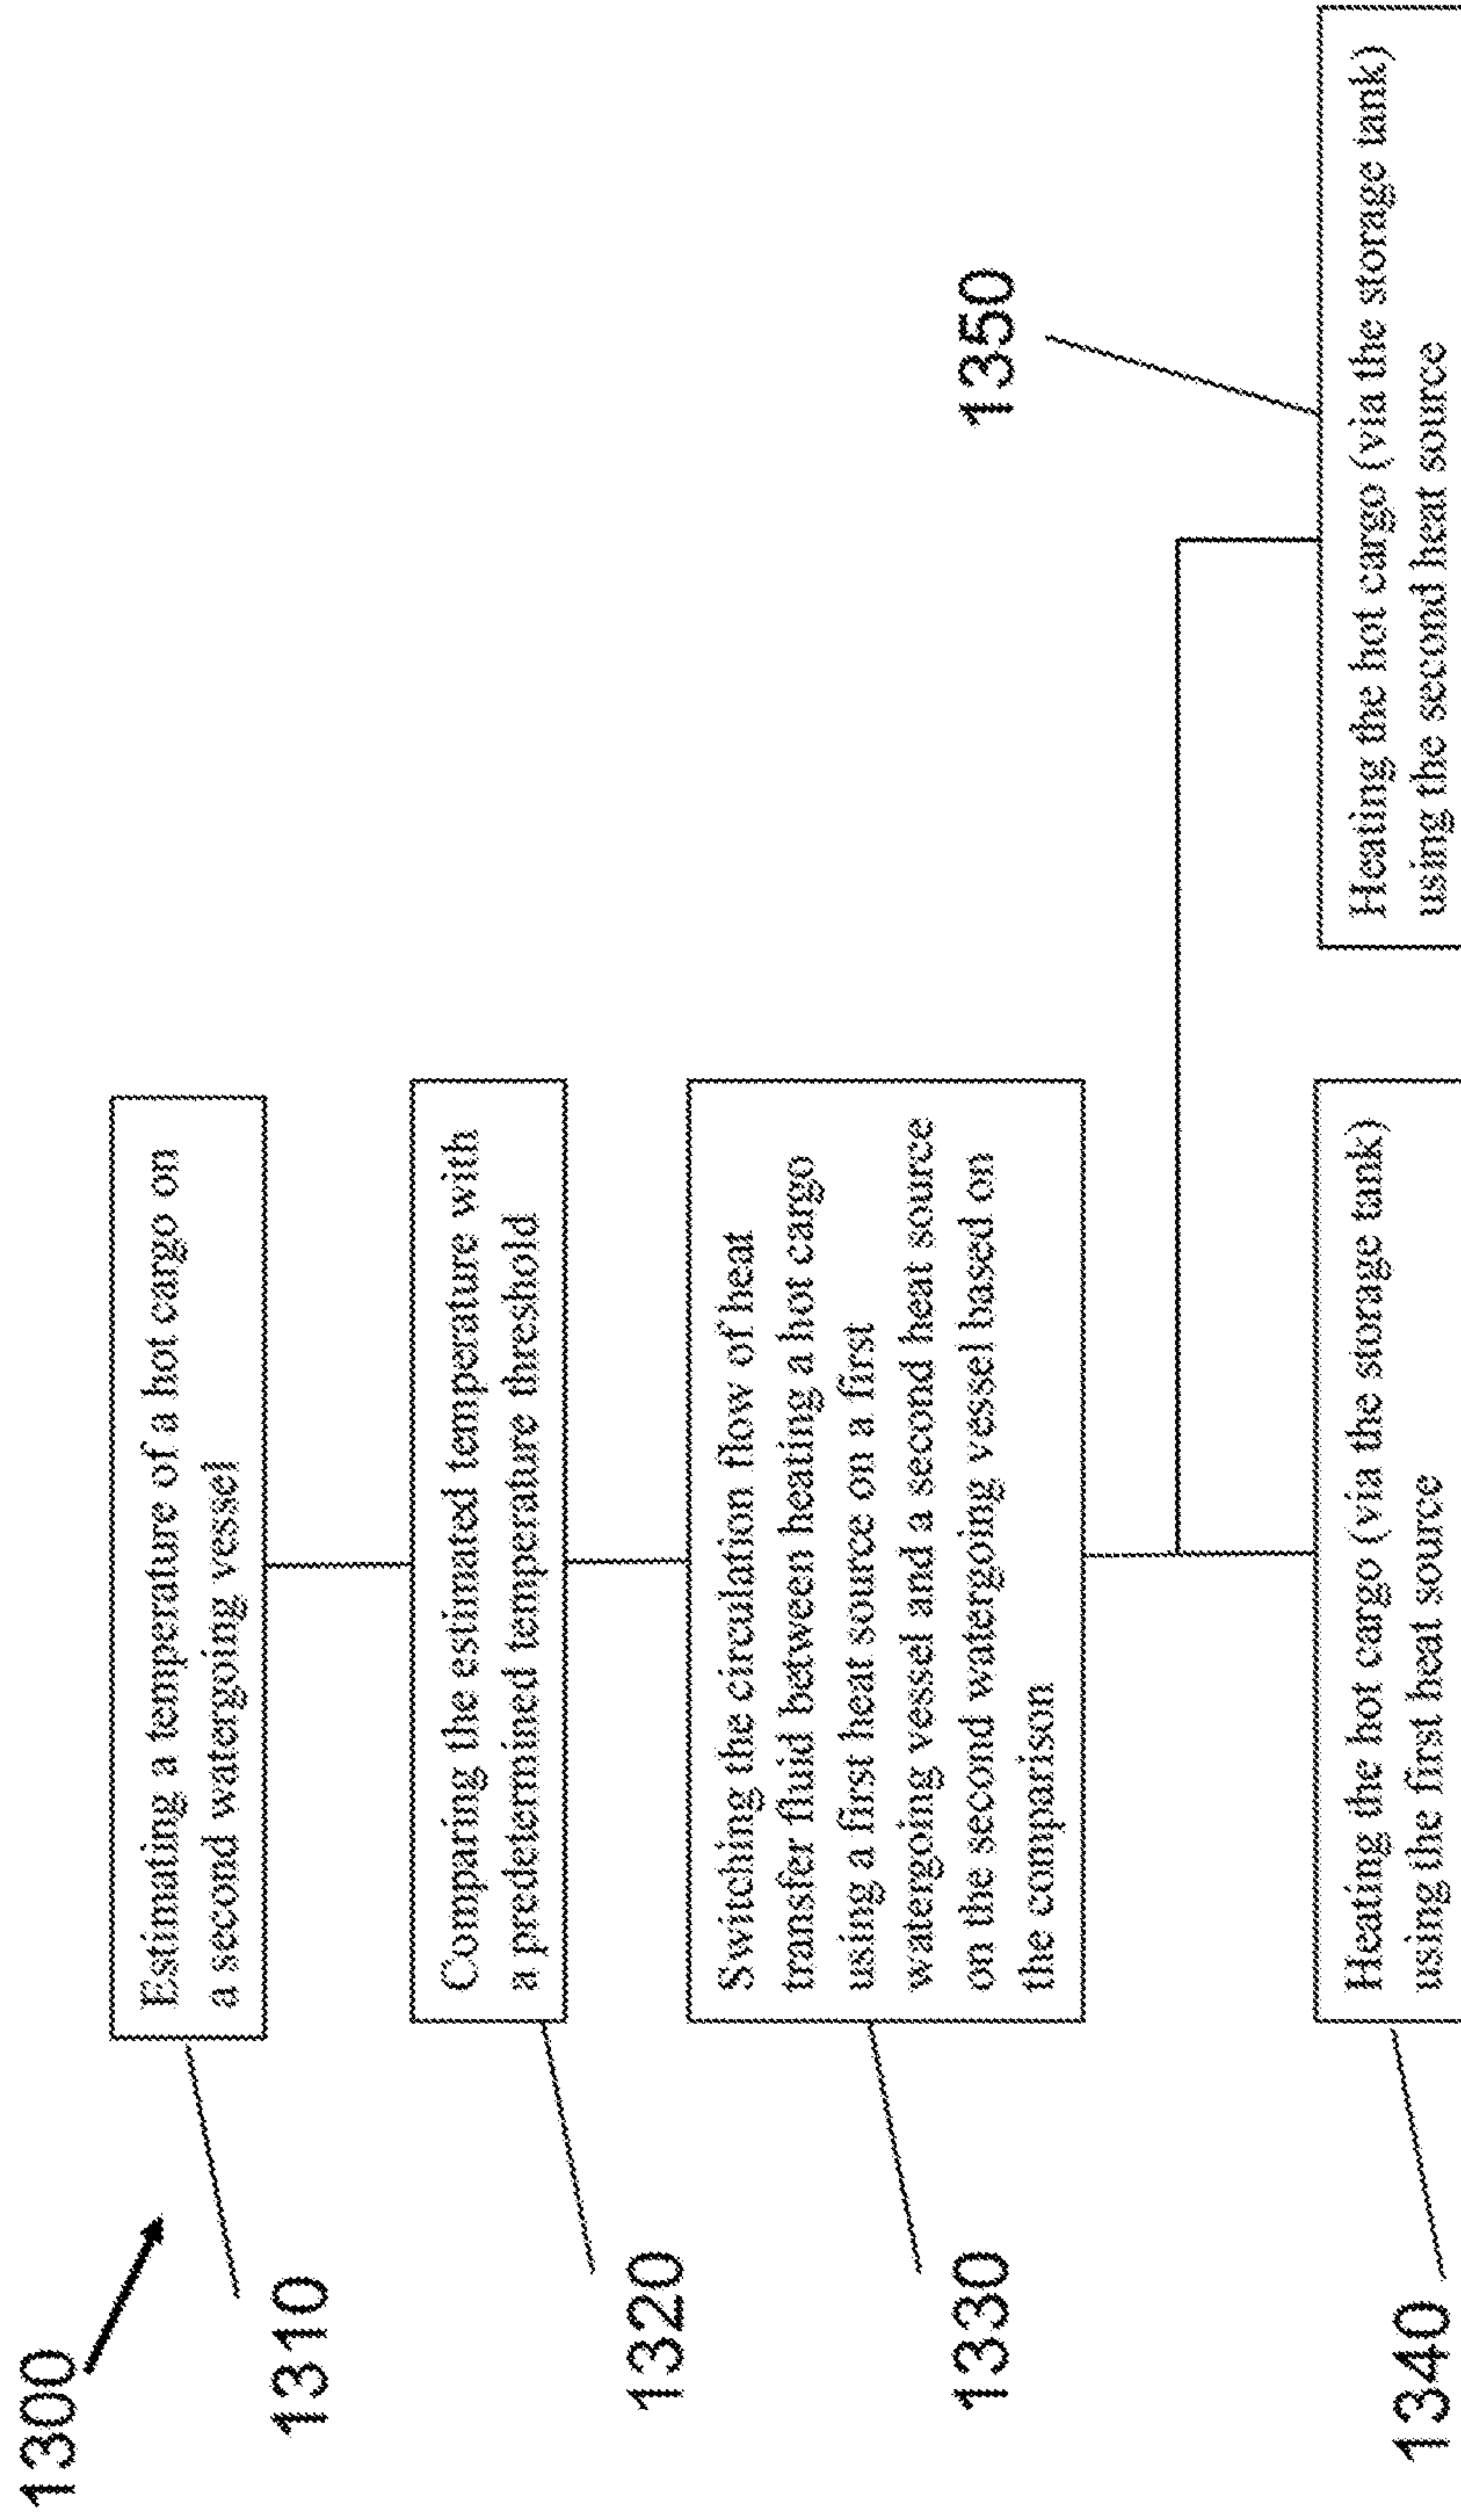 1300
1310
Estimating a temperature of a hot cargo on
a second watergoing vessel
1320
Comparing the estimated temperature with
a predetermined temperature threshold
1330
Switching the circulation flow of heat
transfer fluid between heating a hot cargo
using a first heat source on a first
watergoing vessel and a second heat source
on the second watergoing vessel based on
the comparison
1340
Heating the hot cargo (via the storage tank)
using the first heat source
1350
Heating the hot cargo (via the storage tank)
using the second heat source